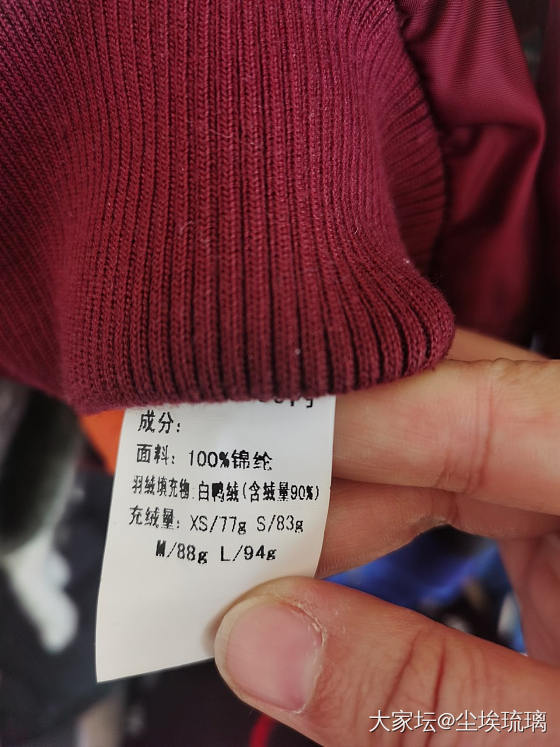 成分:
面料: 100%锦纶
羽绒填充物:白鸭绒(含绒量90%)
充绒量: XS/77g S/83g
M/88g L/94g
大家坛@尘埃琉璃